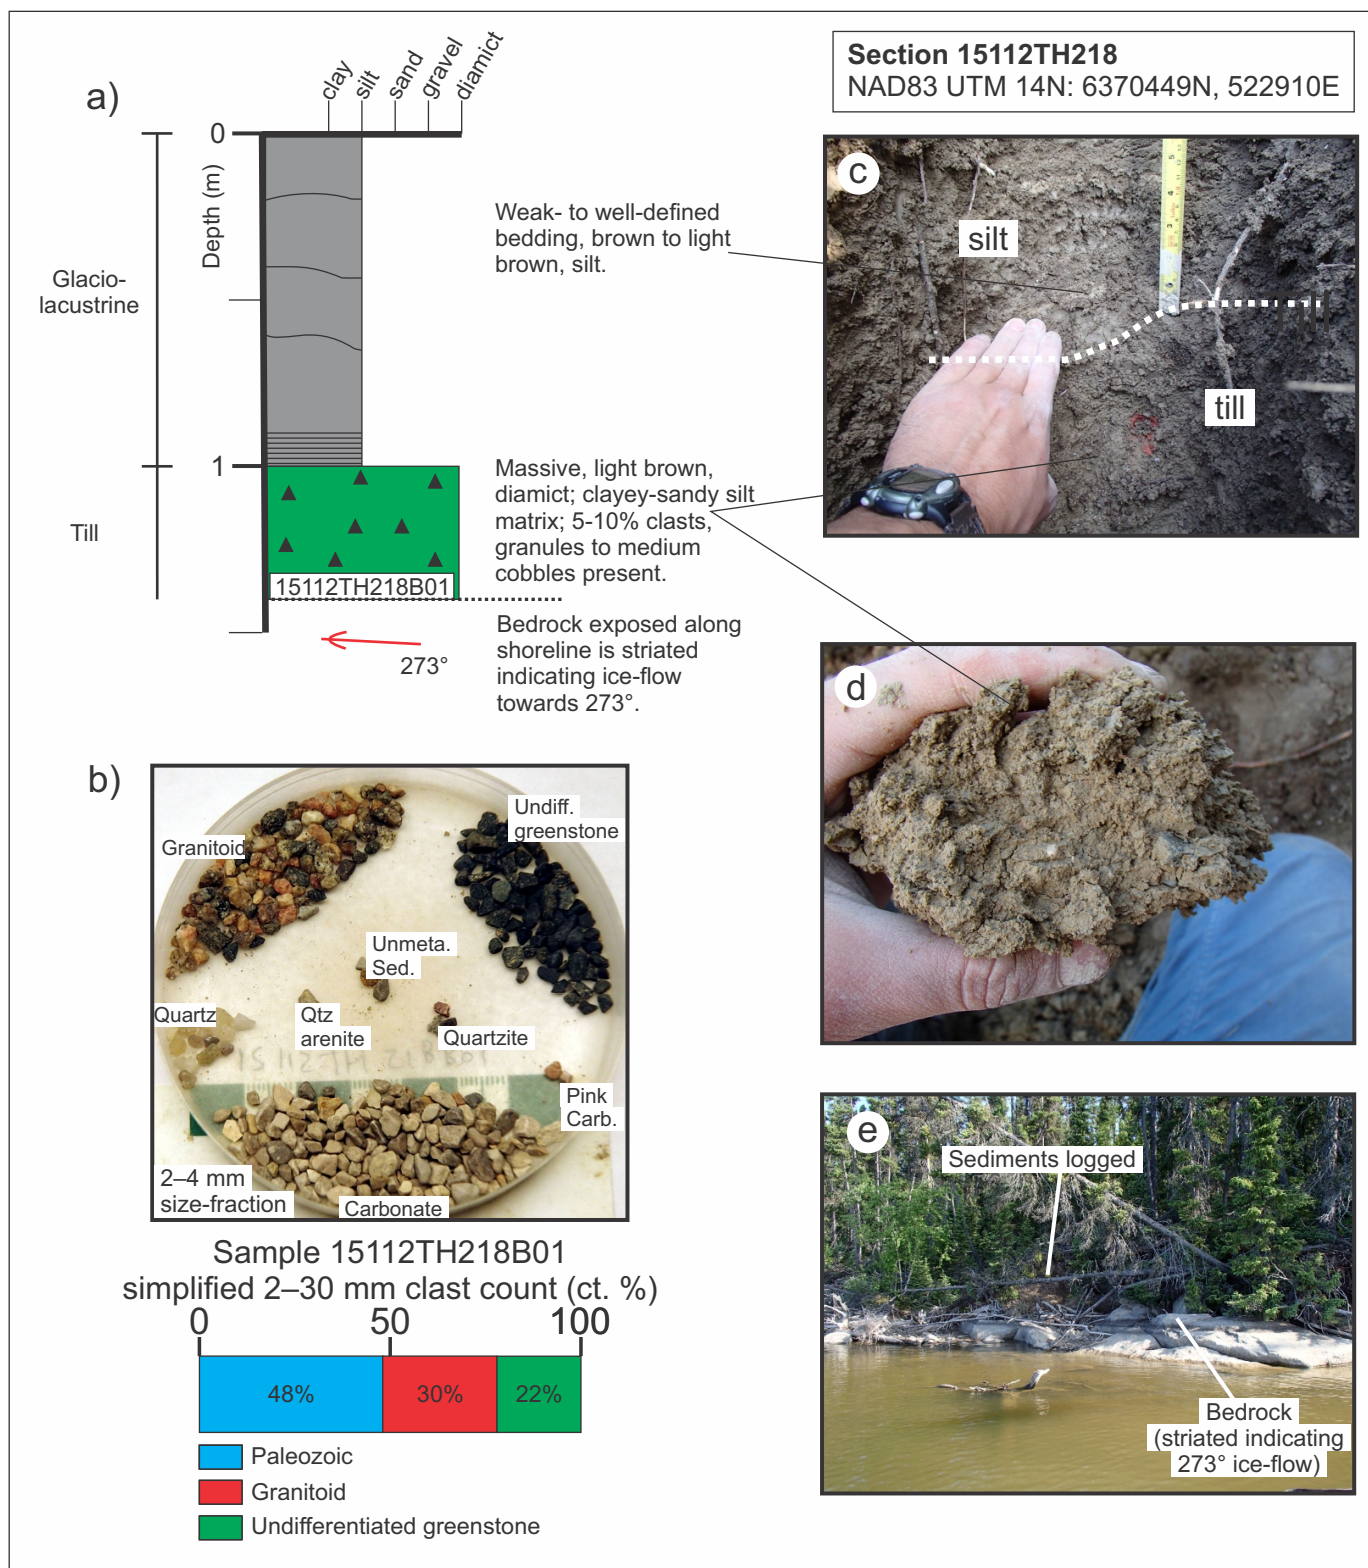 Section 15112TH218
NAD83 UTM 14N: 6370449N, 522910E
a)
clay
silt
sand
gravel
diamict
0
Depth (m)
1
Glacio-
lacustrine
Till
Weak- to well-defined
bedding, brown to light
brown, silt.
Massive, light brown,
diamict; clayey-sandy silt
matrix; 5-10% clasts,
granules to medium
cobbles present.
15112TH218B01
Bedrock exposed along
shoreline is striated
indicating ice-flow
towards 273°.
273°
c
silt
till
d
e
Sediments logged
Bedrock
(striated indicating
273° ice-flow)
b)
Granitoid
Undiff.
greenstone
Unmeta.
Sed.
Quartz
Qtz
arenite
Quartzite
15112TH218B01
Pink
Carb.
2–4 mm
size-fraction
Carbonate
Sample 15112TH218B01
simplified 2–30 mm clast count (ct. %)
0
50
100
48%
30%
22%
Paleozoic
Granitoid
Undifferentiated greenstone